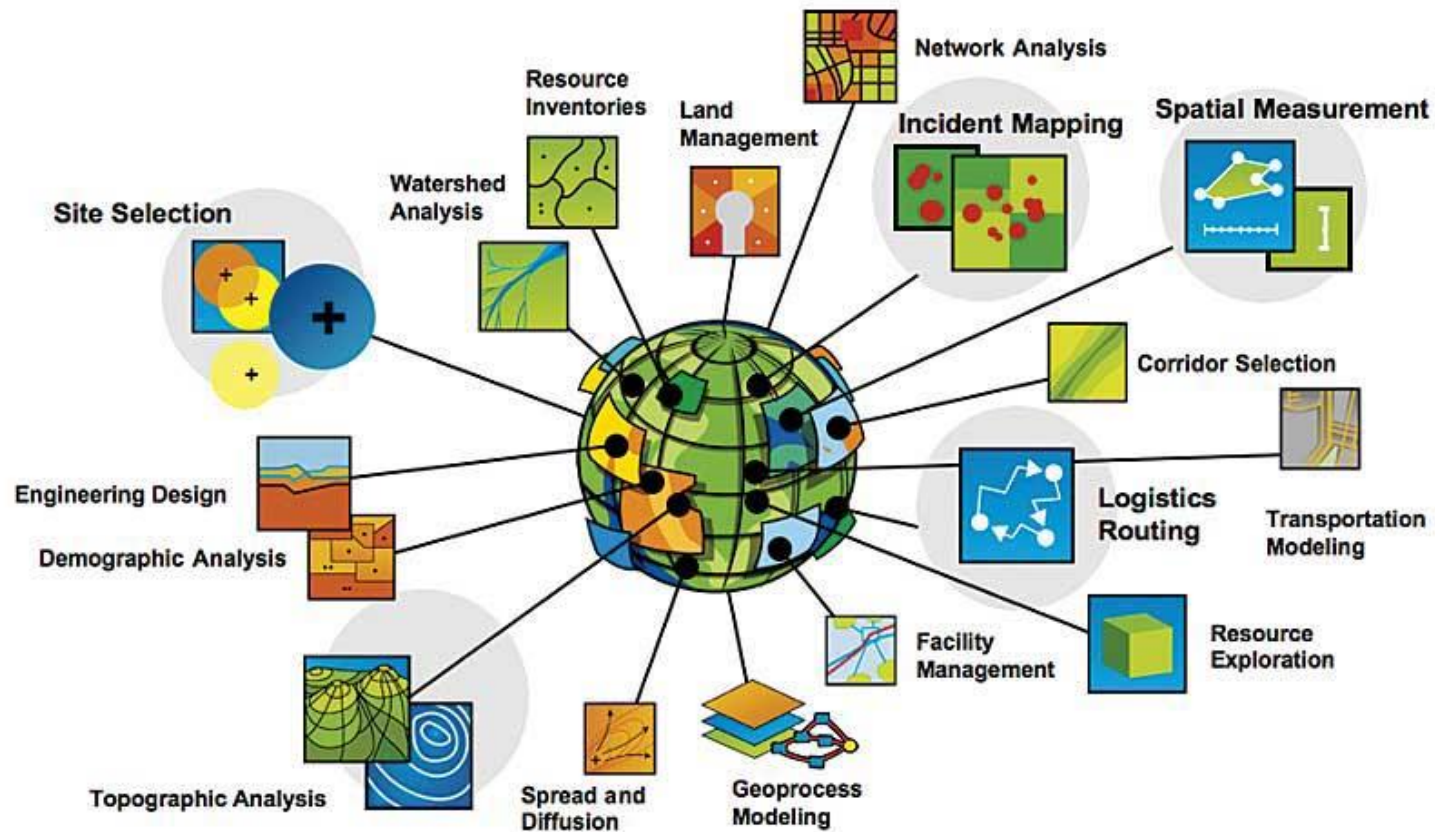 Network Analysis
Resource
Inventories
Land
Management
Incident Mapping
Spatial Measurement
Watershed
Analysis
Site Selection
Corridor Selection
Engineering Design
Logistics
Routing
Transportation
Modeling
Demographic Analysis
Facility
Management
Resource
Exploration
Topographic Analysis
Spread and
Diffusion
Geoprocess
Modeling